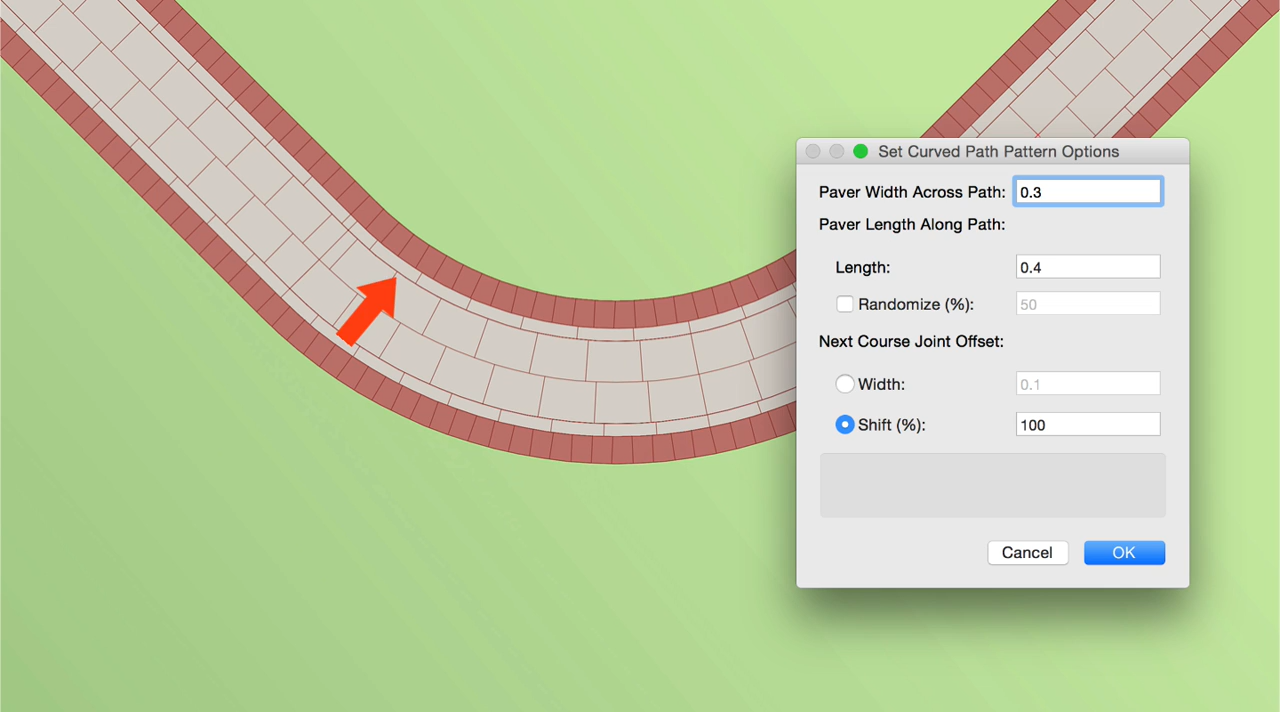 Set Curved Path Pattern Options
Paver Width Across Path: 0.3
Paver Length Along Path:
Length: 0.4
Randomize (%): 50
Next Course Joint Offset:
Width: 0.1
Shift (%): 100
Cancel OK